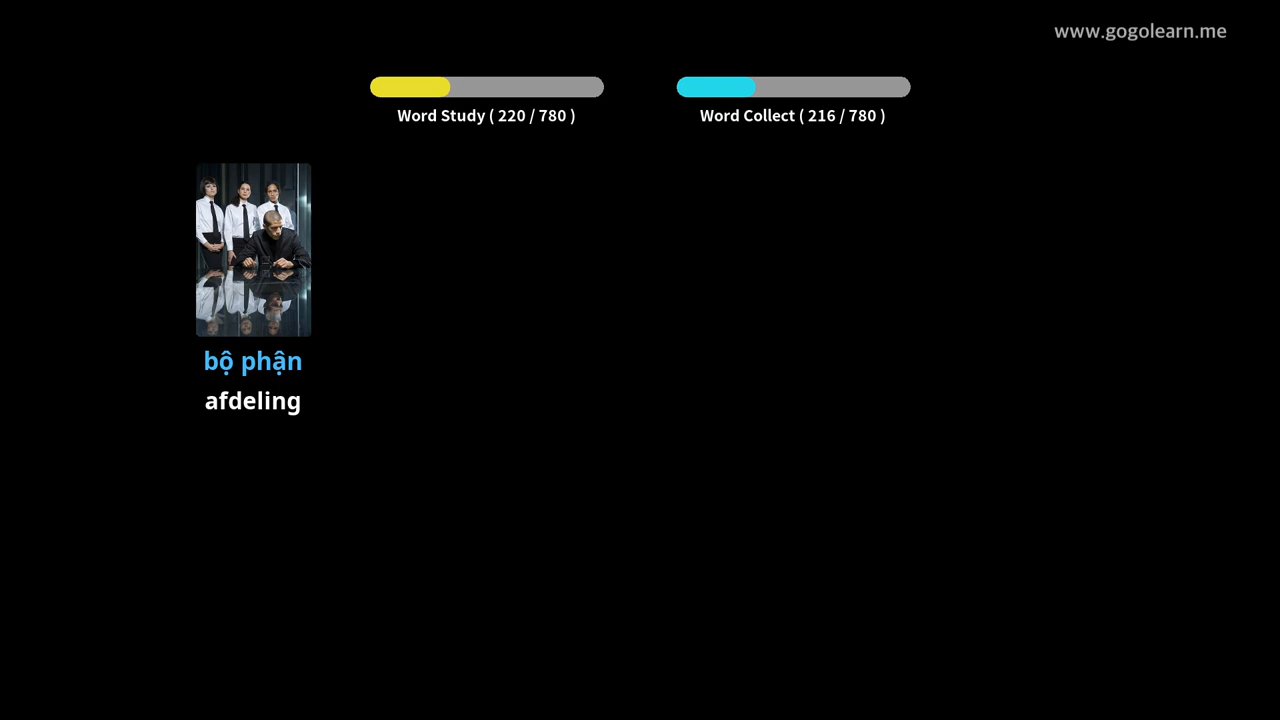 www.gogolearn.me
Word Study ( 220 / 780 )
Word Collect ( 216 / 780 )
bộ phận
afdeling